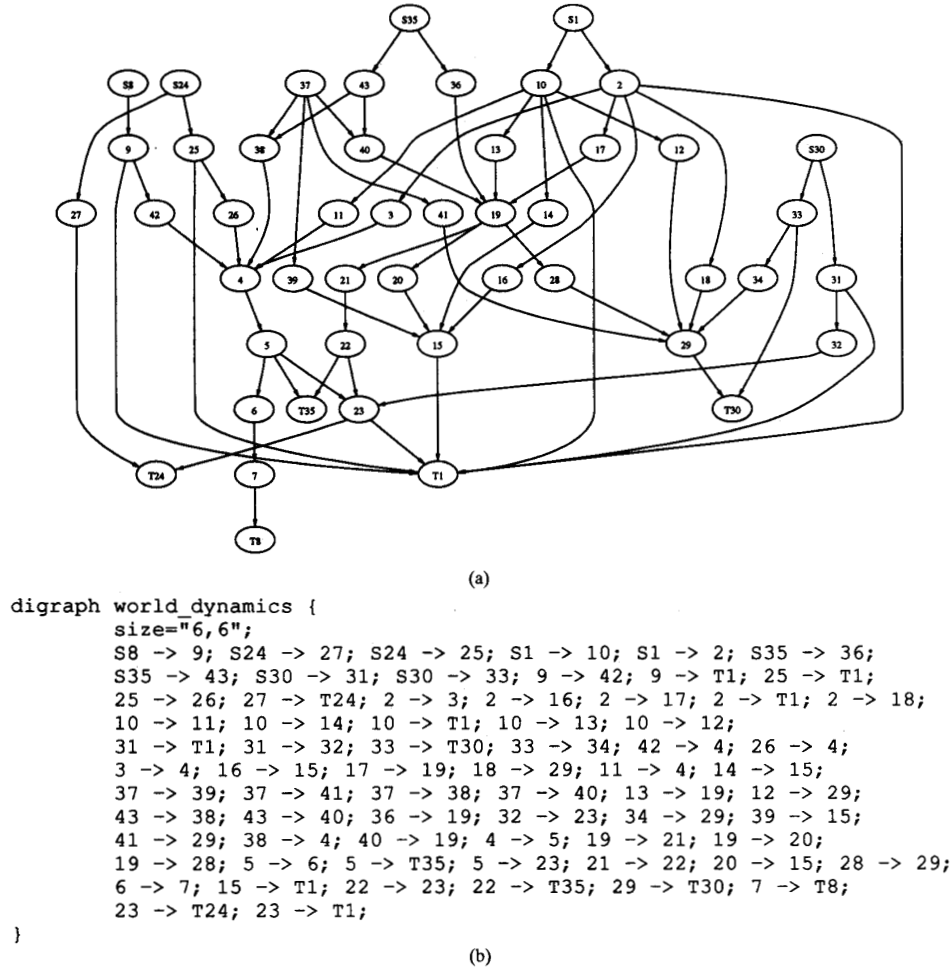 S35 S1
S8 S24 37 43 36 10 2
9 25 38 40 13 17 12 S30
27 42 26 11 3 41 19 14 33
4 39 21 20 16 28 18 34 31
5 22 15 29 32
6 T35 23 T30
T24 7 T1
T8
(a)
digraph world_dynamics {
size="6,6";
S8 -> 9; S24 -> 27; S24 -> 25; S1 -> 10; S1 -> 2; S35 -> 36;
S35 -> 43; S30 -> 31; S30 -> 33; 9 -> 42; 9 -> T1; 25 -> T1;
25 -> 26; 27 -> T24; 2 -> 3; 2 -> 16; 2 -> 17; 2 -> T1; 2 -> 18;
10 -> 11; 10 -> 14; 10 -> T1; 10 -> 13; 10 -> 12;
31 -> T1; 31 -> 32; 33 -> T30; 33 -> 34; 42 -> 4; 26 -> 4;
3 -> 4; 16 -> 15; 17 -> 19; 18 -> 29; 11 -> 4; 14 -> 15;
37 -> 39; 37 -> 41; 37 -> 38; 37 -> 40; 13 -> 19; 12 -> 29;
43 -> 38; 43 -> 40; 36 -> 19; 32 -> 23; 34 -> 29; 39 -> 15;
41 -> 29; 38 -> 4; 40 -> 19; 4 -> 5; 19 -> 21; 19 -> 20;
19 -> 28; 5 -> 6; 5 -> T35; 5 -> 23; 21 -> 22; 20 -> 15; 28 -> 29;
6 -> 7; 15 -> T1; 22 -> 23; 22 -> T35; 29 -> T30; 7 -> T8;
23 -> T24; 23 -> T1;
}
(b)